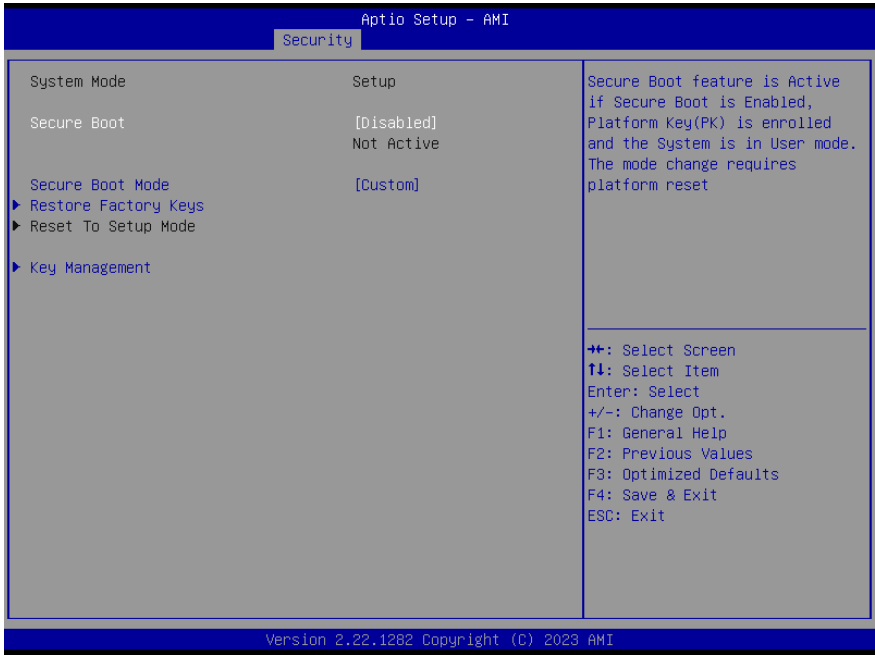 Aptio Setup – AMI
Security
System Mode Setup
Secure Boot [Disabled]
Not Active
Secure Boot Mode [Custom]
▶ Restore Factory Keys
▶ Reset To Setup Mode
▶ Key Management
Secure Boot feature is Active
if Secure Boot is Enabled,
Platform Key(PK) is enrolled
and the System is in User mode.
The mode change requires
platform reset
→←: Select Screen
↑↓: Select Item
Enter: Select
+/-: Change Opt.
F1: General Help
F2: Previous Values
F3: Optimized Defaults
F4: Save & Exit
ESC: Exit
Version 2.22.1282 Copyright (C) 2023 AMI